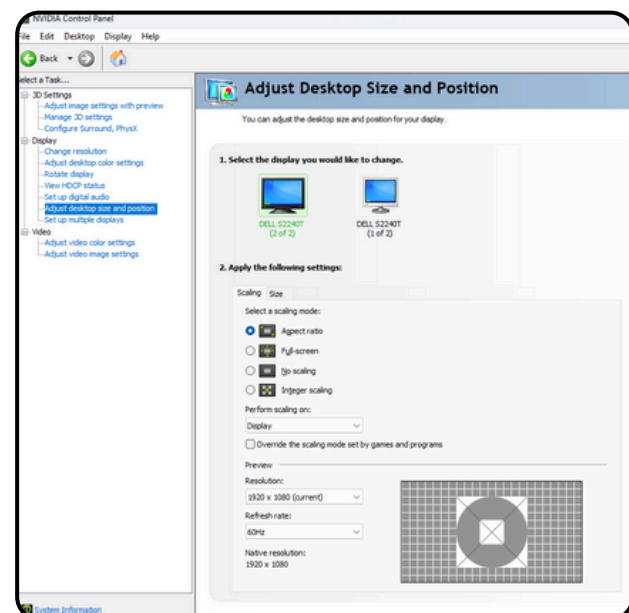 NVIDIA Control Panel
File Edit Desktop Display Help
Back
Select a Task...
3D Settings
Adjust image settings with preview
Manage 3D settings
Configure Surround, PhysX
Display
Change resolution
Adjust desktop color settings
Rotate display
View HDCP status
Set up digital audio
Adjust desktop size and position
Set up multiple displays
Video
Adjust video color settings
Adjust video image settings
System Information
Adjust Desktop Size and Position
You can adjust the desktop size and position for your display.
1. Select the display you would like to change.
DELL S2240T
(2 of 2)
DELL S2240T
(1 of 2)
2. Apply the following settings:
Scaling Size
Select a scaling mode:
Aspect ratio
Full-screen
No scaling
Integer scaling
Perform scaling on:
Display
Override the scaling mode set by games and programs
Preview
Resolution:
1920 x 1080 (current)
Refresh rate:
60Hz
Native resolution:
1920 x 1080